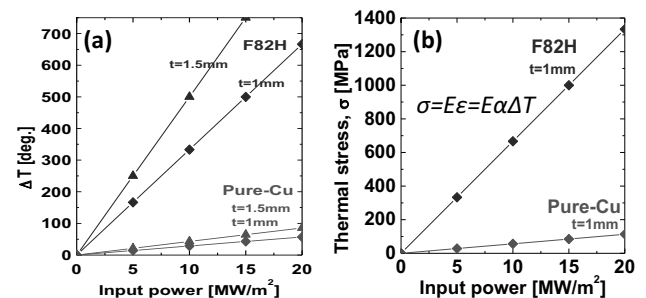 (a)
F82H
t=1.5mm
t=1mm
Pure-Cu
t=1.5mm
t=1mm
ΔT [deg.]
700
600
500
400
300
200
100
0
0 5 10 15 20
Input power [MW/m²]
(b)
F82H
t=1mm
σ=Eε=EαΔT
Pure-Cu
t=1mm
Thermal stress, σ [MPa]
1400
1200
1000
800
600
400
200
0
0 5 10 15 20
Input power [MW/m²]